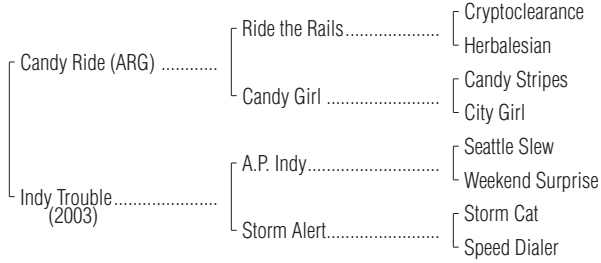 Cryptoclearance
Ride the Rails....................
Herbalesian
Candy Ride (ARG) ............
Candy Stripes
Candy Girl ........................
City Girl
Seattle Slew
A.P. Indy............................
Weekend Surprise
Indy Trouble......................
(2003)
Storm Cat
Storm Alert........................
Speed Dialer